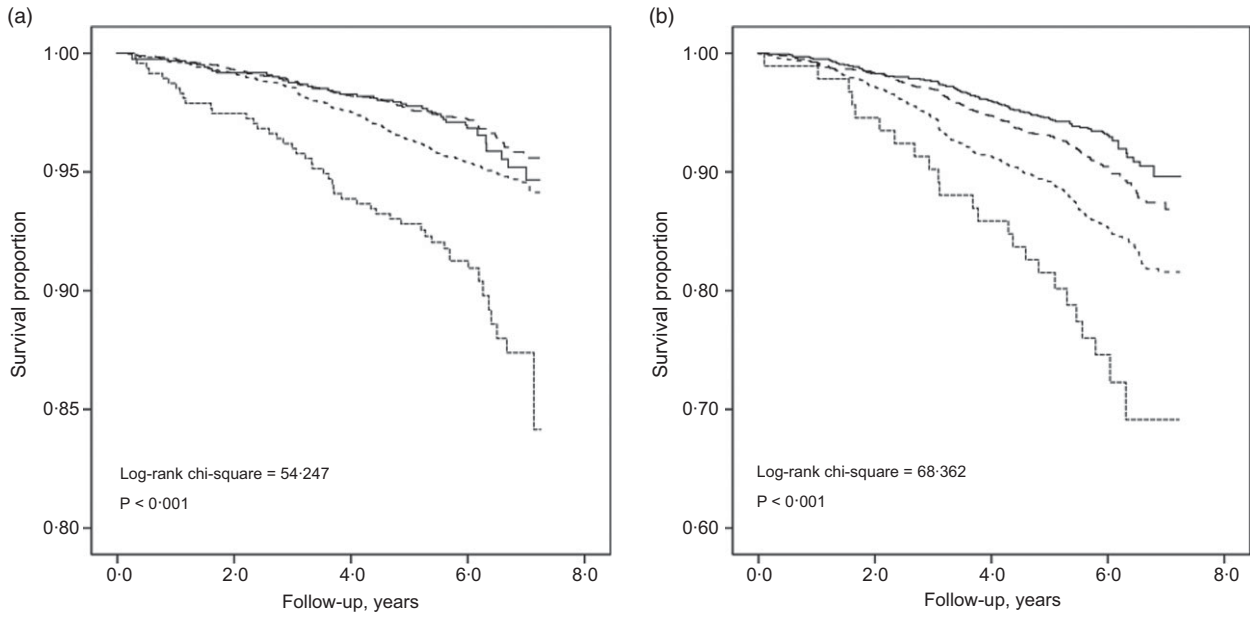 (a)
1·00
0·95
0·90
0·85
0·80
Survival proportion
Log-rank chi-square = 54·247
P < 0·001
0·0 2·0 4·0 6·0 8·0
Follow-up, years
(b)
1·00
0·90
0·80
0·70
0·60
Survival proportion
Log-rank chi-square = 68·362
P < 0·001
0·0 2·0 4·0 6·0 8·0
Follow-up, years